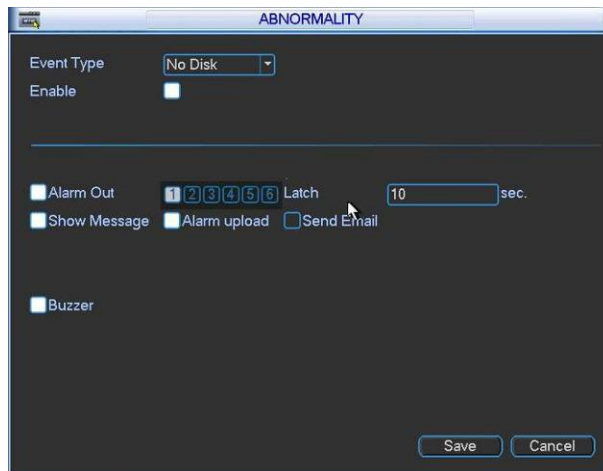 ABNORMALITY
Event Type No Disk
Enable
Alarm Out 1 2 3 4 5 6 Latch 10 sec.
Show Message Alarm upload Send Email
Buzzer
Save Cancel